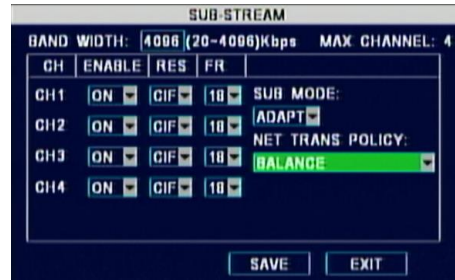 SUB-STREAM
BAND WIDTH: 4096 (20-4096)Kbps MAX CHANNEL: 4
CH ENABLE RES FR
CH1 ON CIF 18 SUB MODE:
ADAPT
CH2 ON CIF 18
NET TRANS POLICY:
CH3 ON CIF 18 BALANCE
CH4 ON CIF 18
SAVE EXIT